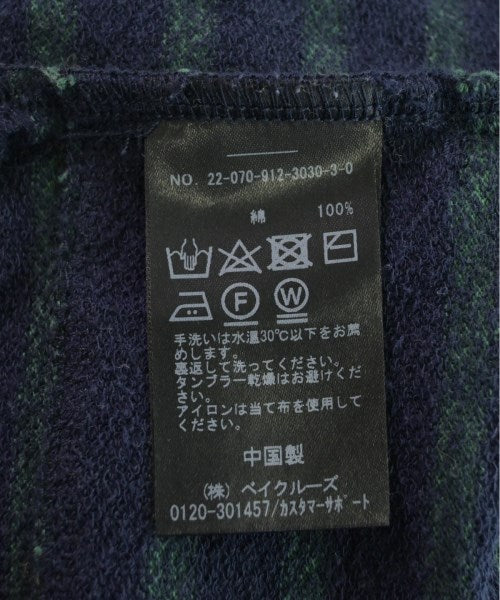 NO. 22-070-912-3030-3-0
綿 100%
F W
手洗いは水温30℃以下をお薦
めします。
裏返して洗ってください。
タンブラー乾燥はお避けくださ
い。
アイロンは当て布を使用して
ください。
中国製
(株) ベイクルーズ
0120-301457/カスタマーサポート